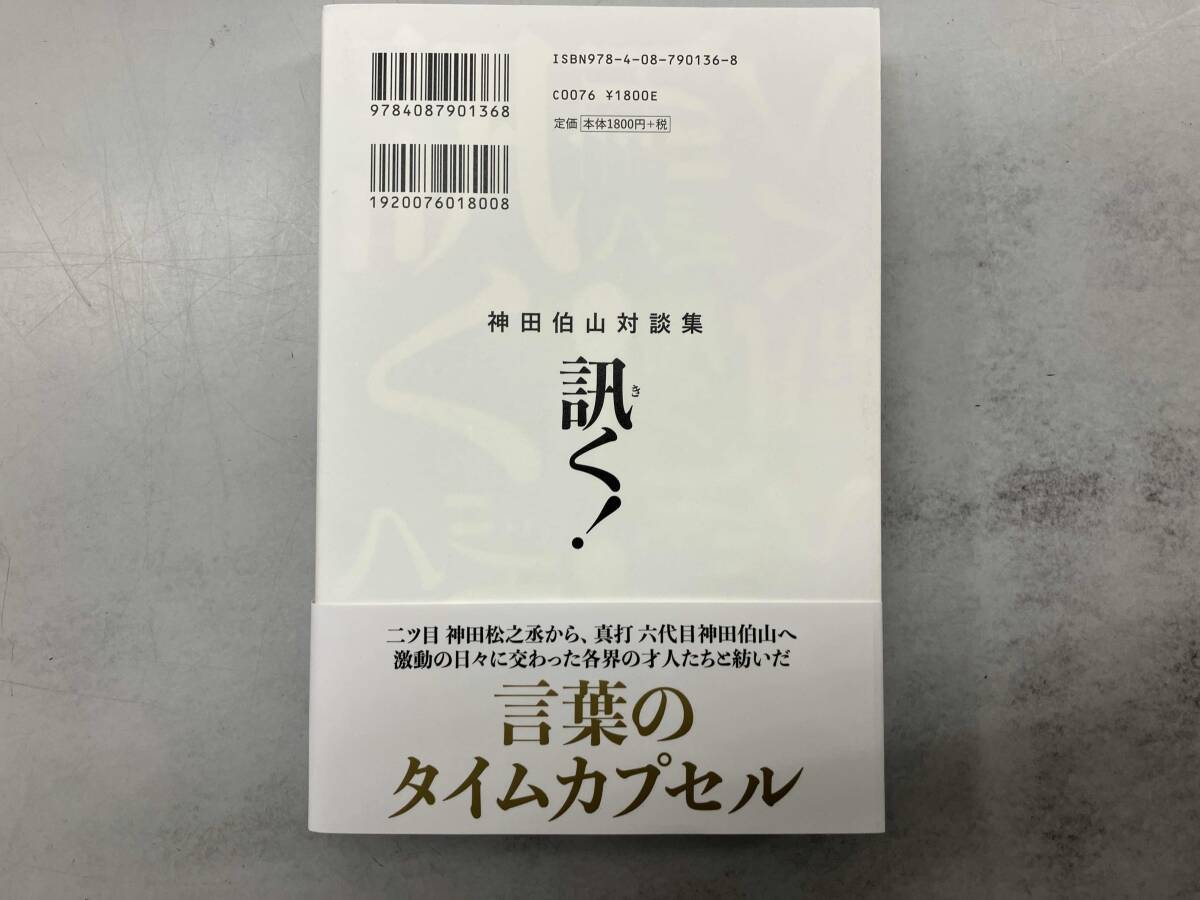 ISBN978-4-08-790136-8
9784087901368
C0076 ¥1800E
定価 本体1800円+税
1920076018008
神田伯山対談集
訊く!
き
二ツ目 神田松之丞から、真打 六代目神田伯山へ
激動の日々に交わった各界の才人たちと紡いだ
言葉の
タイムカプセル